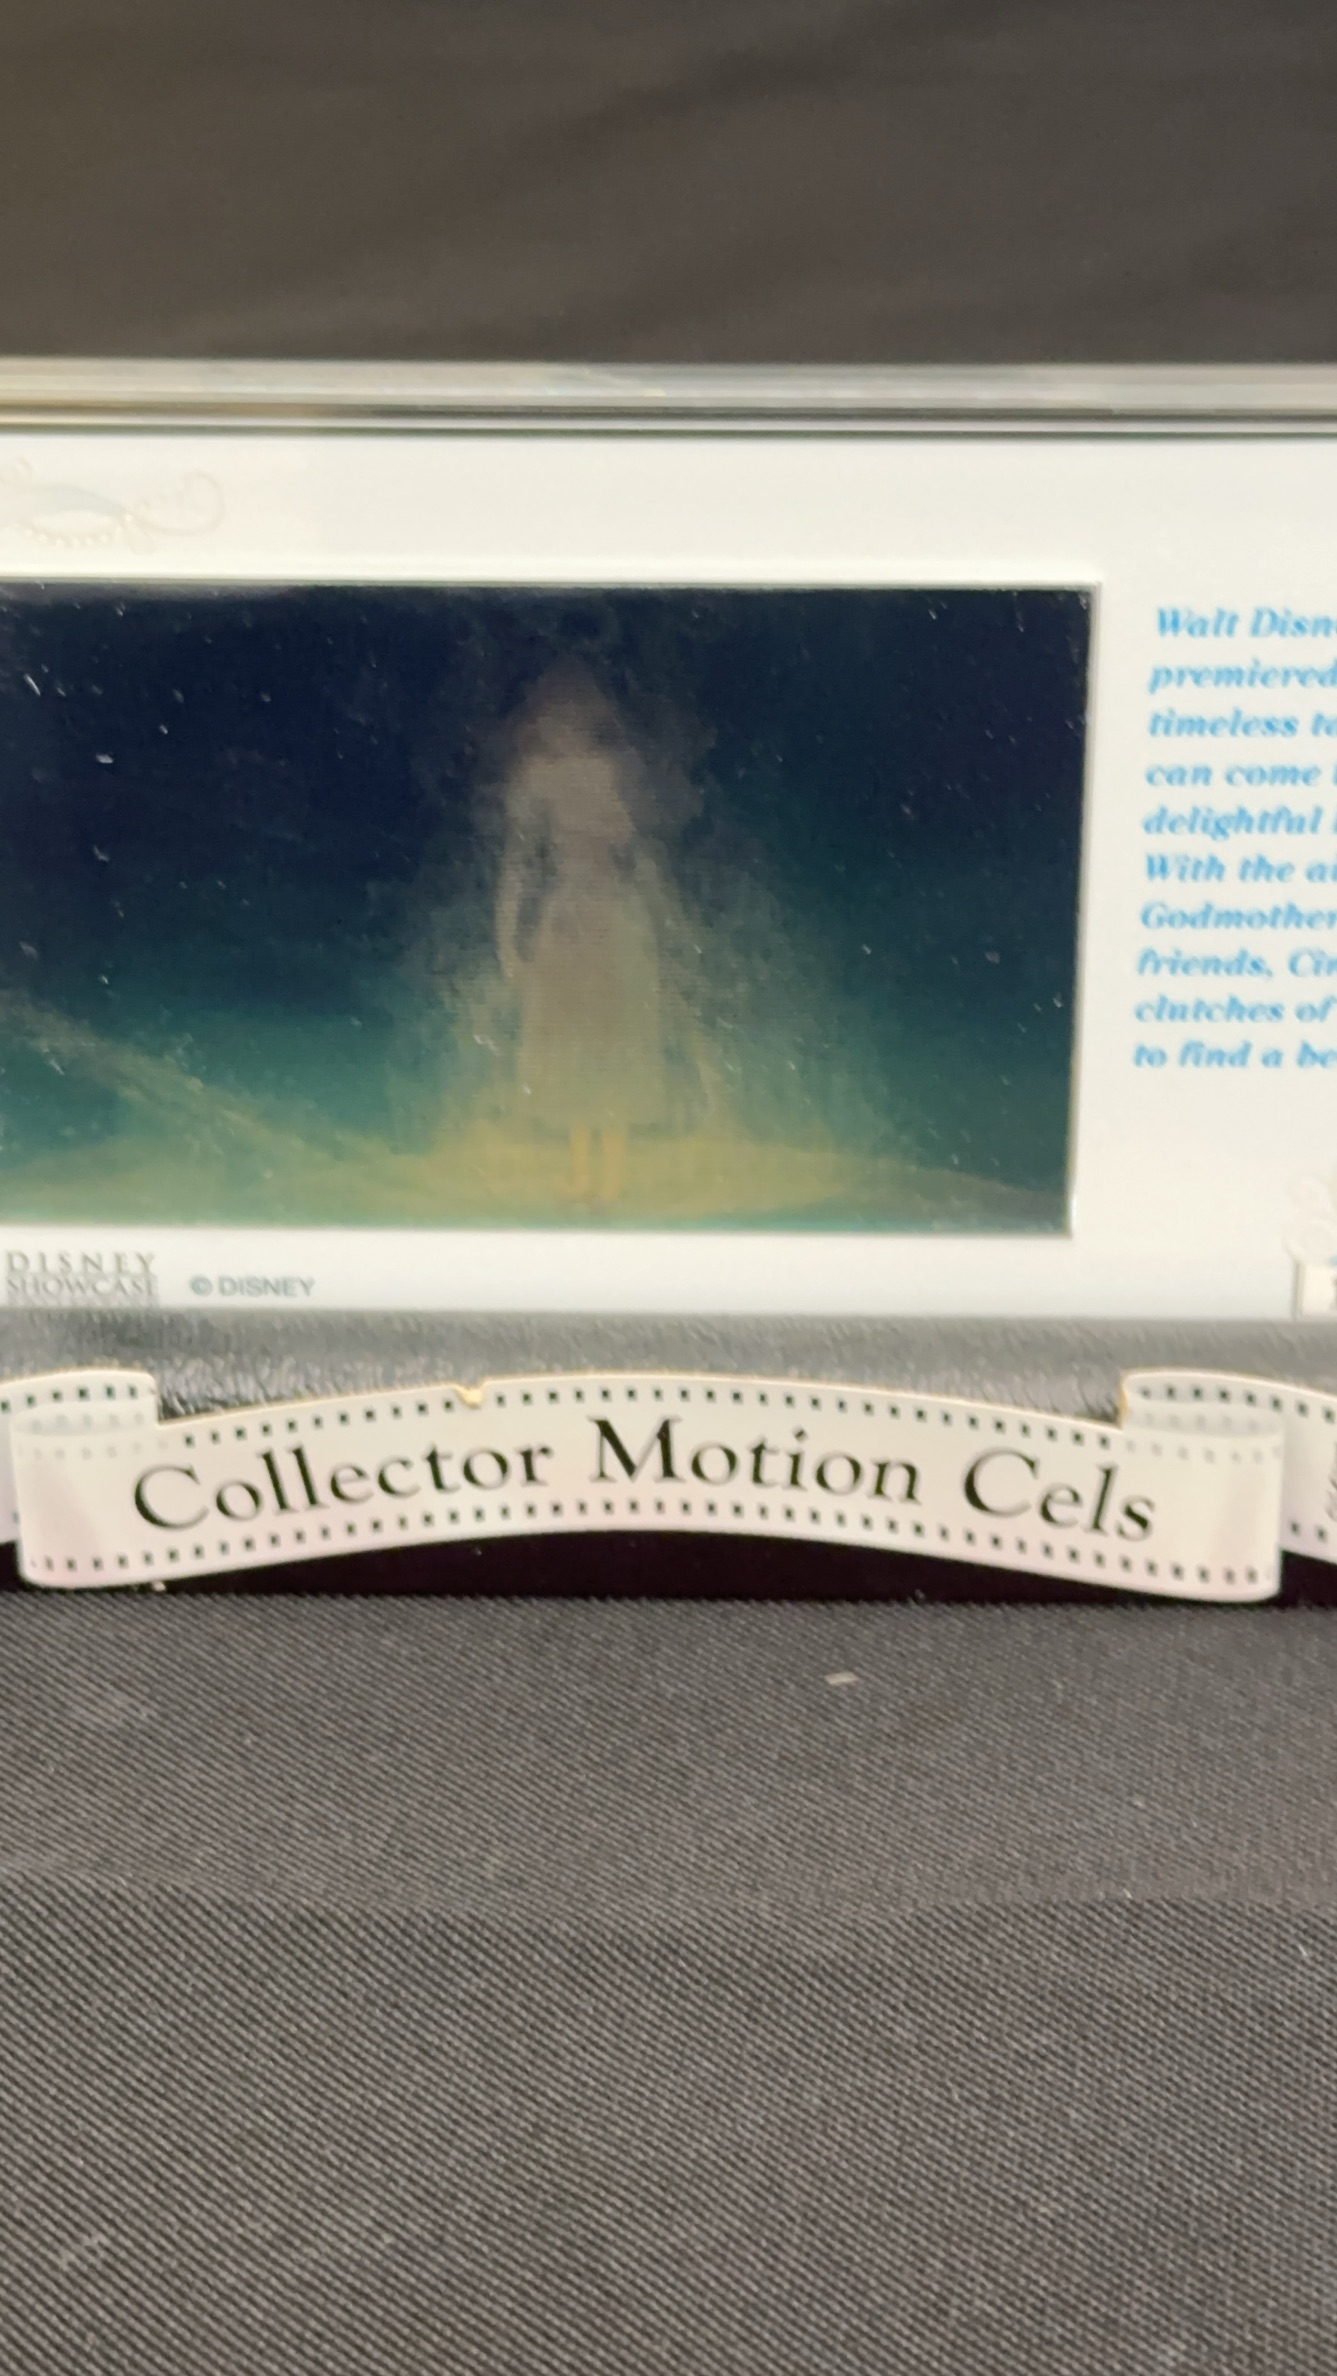 Walt Disn
premiered
timeless t
can come
delightful
With the a
Godmother
friends, Ci
clutches of
to find a be
DISNEY
SHOWCASE
© DISNEY
Collector Motion Cels